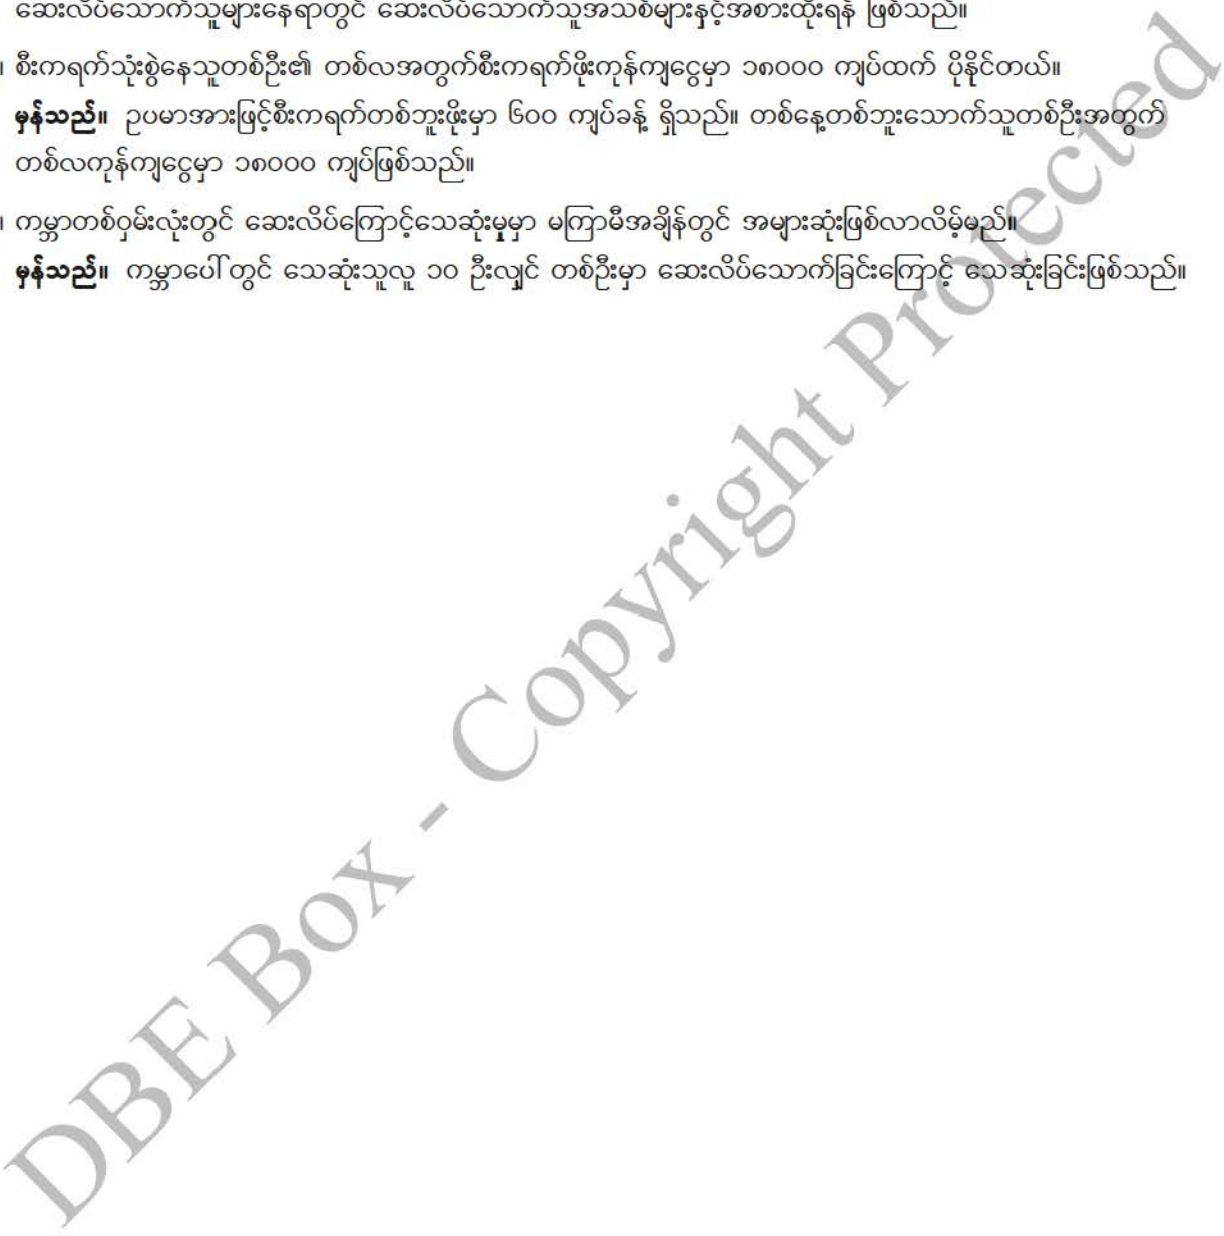 ဆေးလိပ်သောက်သူများနေရာတွင် ဆေးလိပ်သောက်သူအသစ်များနှင့်အစားထိုးရန် ဖြစ်သည်။
၊ စီးကရက်သုံးစွဲနေသူတစ်ဦး၏ တစ်လအတွက်စီးကရက်ဖိုးကုန်ကျငွေမှာ ၁၈၀၀၀ ကျပ်ထက် ပိုနိုင်တယ်။
မှန်သည်။ ဥပမာအားဖြင့်စီးကရက်တစ်ဘူးဖိုးမှာ ၆၀၀ ကျပ်ခန့် ရှိသည်။ တစ်နေ့တစ်ဘူးသောက်သူတစ်ဦးအတွက်
တစ်လကုန်ကျငွေမှာ ၁၈၀၀၀ ကျပ်ဖြစ်သည်။
၊ ကမ္ဘာတစ်ဝှမ်းလုံးတွင် ဆေးလိပ်ကြောင့်သေဆုံးမှုမှာ မကြာမီအချိန်တွင် အများဆုံးဖြစ်လာလိမ့်မည်။
မှန်သည်။ ကမ္ဘာပေါ်တွင် သေဆုံးသူလူ ၁၀ ဦးလျှင် တစ်ဦးမှာ ဆေးလိပ်သောက်ခြင်းကြောင့် သေဆုံးခြင်းဖြစ်သည်။
DBE Box - Copyright Protected